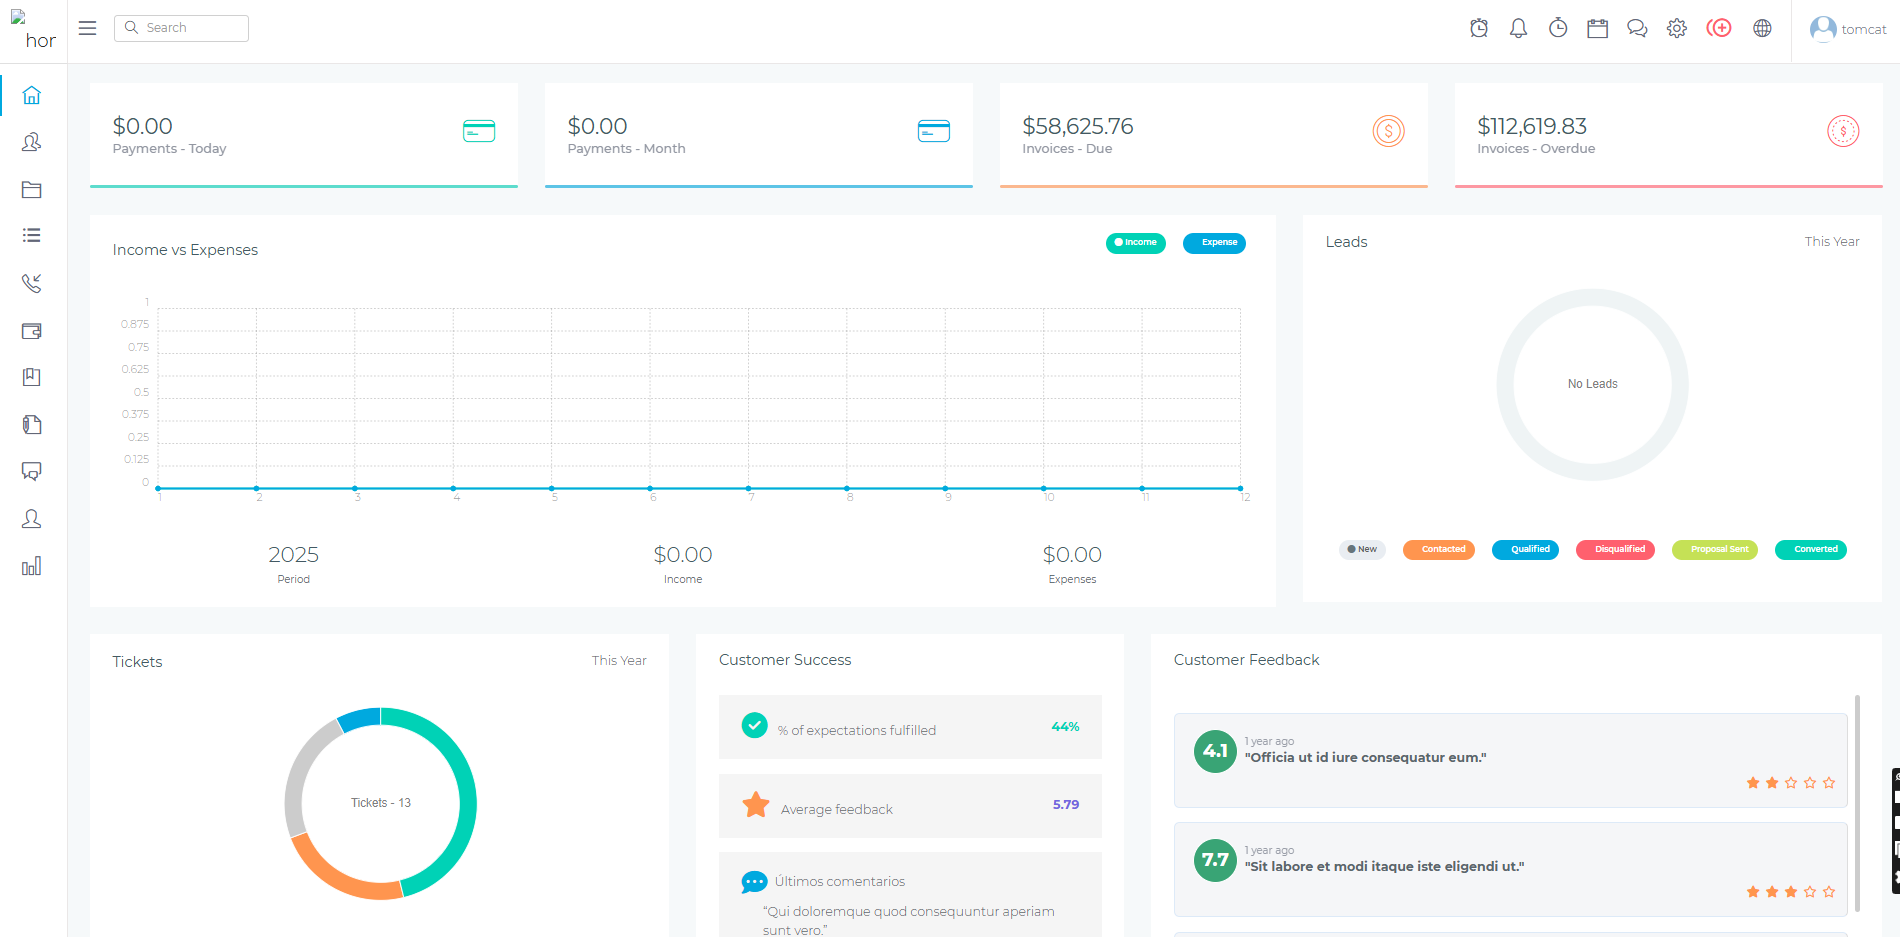 hor
Search
tomcat
$0.00
Payments - Today
$0.00
Payments - Month
$58,625.76
Invoices - Due
$112,619.83
Invoices - Overdue
Income vs Expenses
Income
Expense
1
0.875
0.75
0.625
0.5
0.375
0.25
0.125
0
1 2 3 4 5 6 7 8 9 10 11 12
2025
Period
$0.00
Income
$0.00
Expenses
Leads
This Year
No Leads
New
Contacted
Qualified
Disqualified
Proposal Sent
Converted
Tickets
This Year
Tickets - 13
Customer Success
% of expectations fulfilled
44%
Average feedback
5.79
Últimos comentarios
“Qui doloremque quod consequuntur aperiam
sunt vero.”
Customer Feedback
4.1
1 year ago
"Officia ut id iure consequatur eum."
7.7
1 year ago
"Sit labore et modi itaque iste eligendi ut."